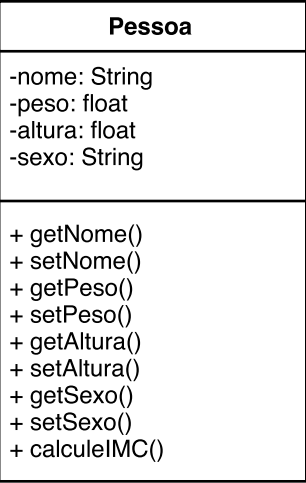 Pessoa
-nome: String
-peso: float
-altura: float
-sexo: String
+ getNome()
+ setNome()
+ getPeso()
+ setPeso()
+ getAltura()
+ setAltura()
+ getSexo()
+ setSexo()
+ calculeIMC()